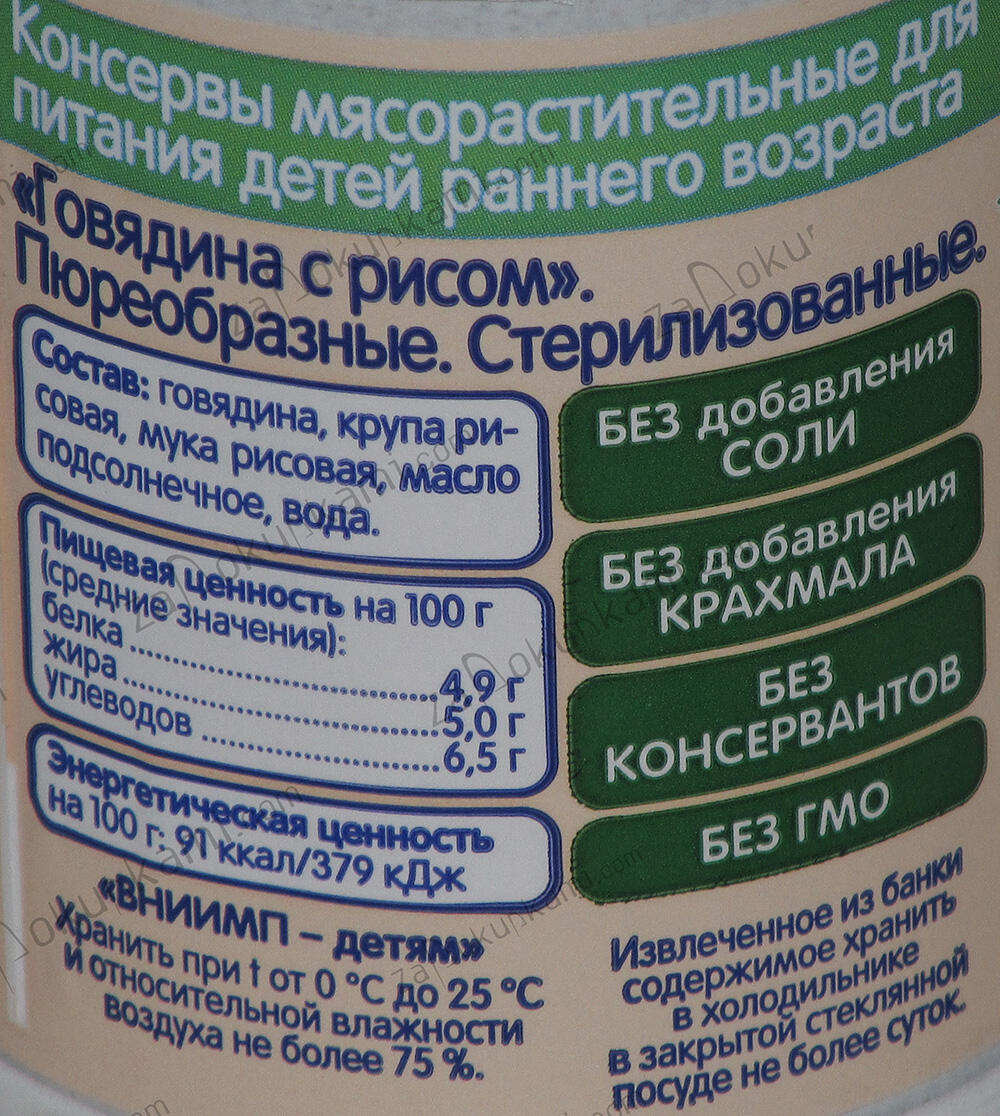 Консервы мясорастительные для
питания детей раннего возраста
«Говядина с рисом».
Пюреобразные. Стерилизованные.
Состав: говядина, крупа ри-
совая, мука рисовая, масло
подсолнечное, вода.
Пищевая ценность на 100 г
(средние значения):
белка ........................... 4,9 г
жира ........................... 5,0 г
углеводов .................... 6,5 г
Энергетическая ценность
на 100 г: 91 ккал/379 кДж
«ВНИИМП – детям»
Хранить при t от 0 °C до 25 °C
и относительной влажности
воздуха не более 75 %.
БЕЗ добавления
СОЛИ
БЕЗ добавления
КРАХМАЛА
БЕЗ
КОНСЕРВАНТОВ
БЕЗ ГМО
Извлеченное из банки
содержимое хранить
в холодильнике
в закрытой стеклянной
посуде не более суток.
zapokupkami.com